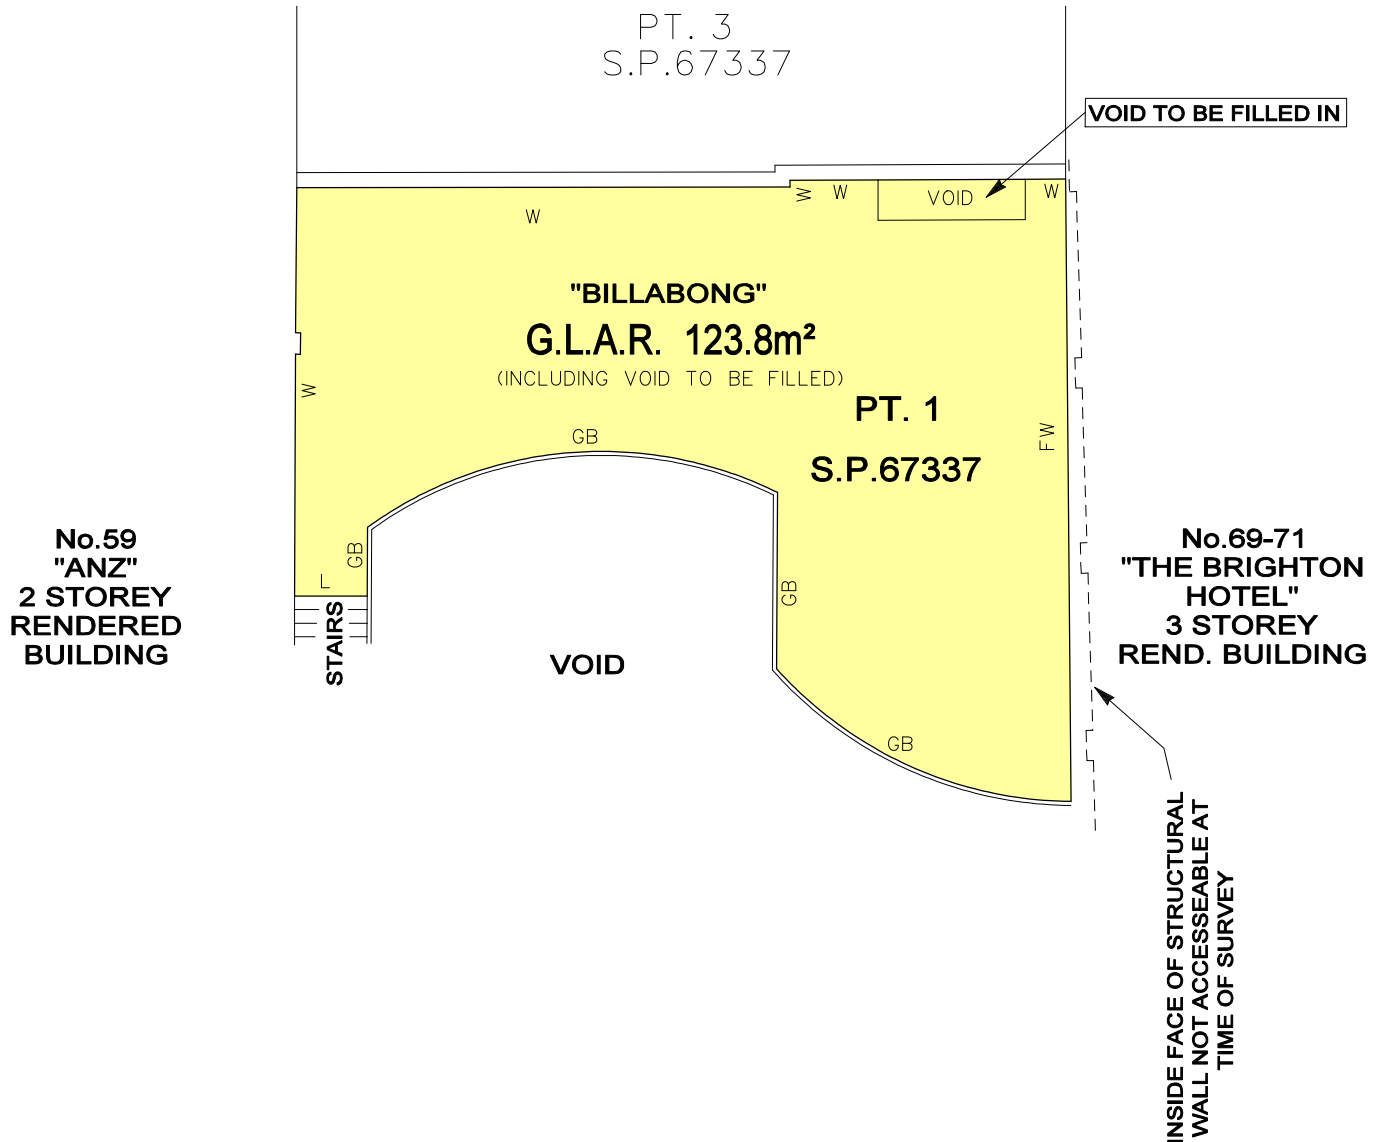 PT. 3
S.P.67337
VOID TO BE FILLED IN
W
W
W
VOID
W
"BILLABONG"
G.L.A.R. 123.8m²
(INCLUDING VOID TO BE FILLED)
W
PT. 1
S.P.67337
FW
GB
GB
L
STAIRS
GB
VOID
GB
No.59
"ANZ"
2 STOREY
RENDERED
BUILDING
No.69-71
"THE BRIGHTON
HOTEL"
3 STOREY
REND. BUILDING
INSIDE FACE OF STRUCTURAL
WALL NOT ACCESSEABLE AT
TIME OF SURVEY